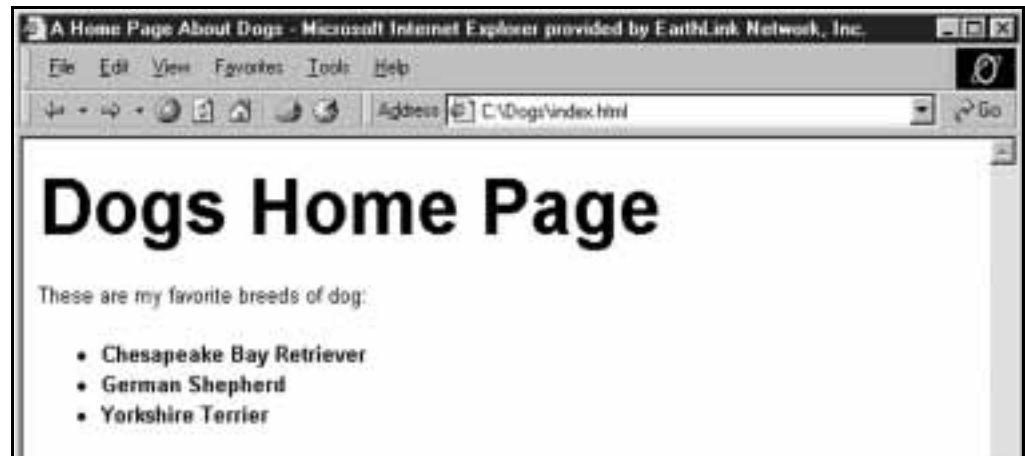 A Home Page About Dogs - Microsoft Internet Explorer provided by EarthLink Network, Inc.
File Edit View Favorites Tools Help
Address C:\Dogs\index.html Go
Dogs Home Page
These are my favorite breeds of dog:
• Chesapeake Bay Retriever
• German Shepherd
• Yorkshire Terrier